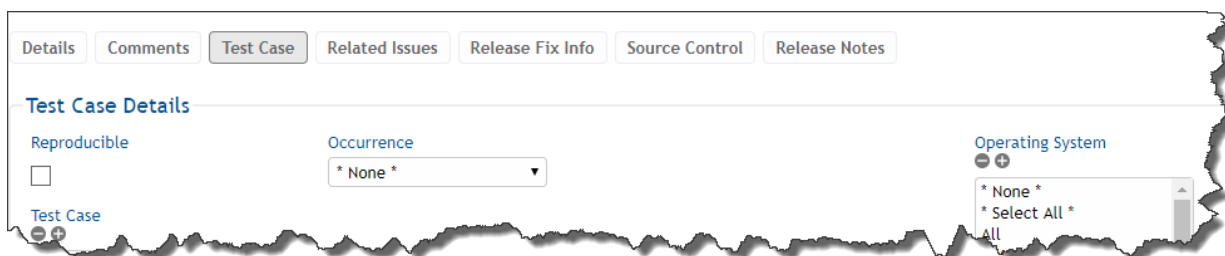 Details Comments Test Case Related Issues Release Fix Info Source Control Release Notes
Test Case Details
Reproducible Occurrence Operating System
* None *
* None *
* Select All *
Test Case
All